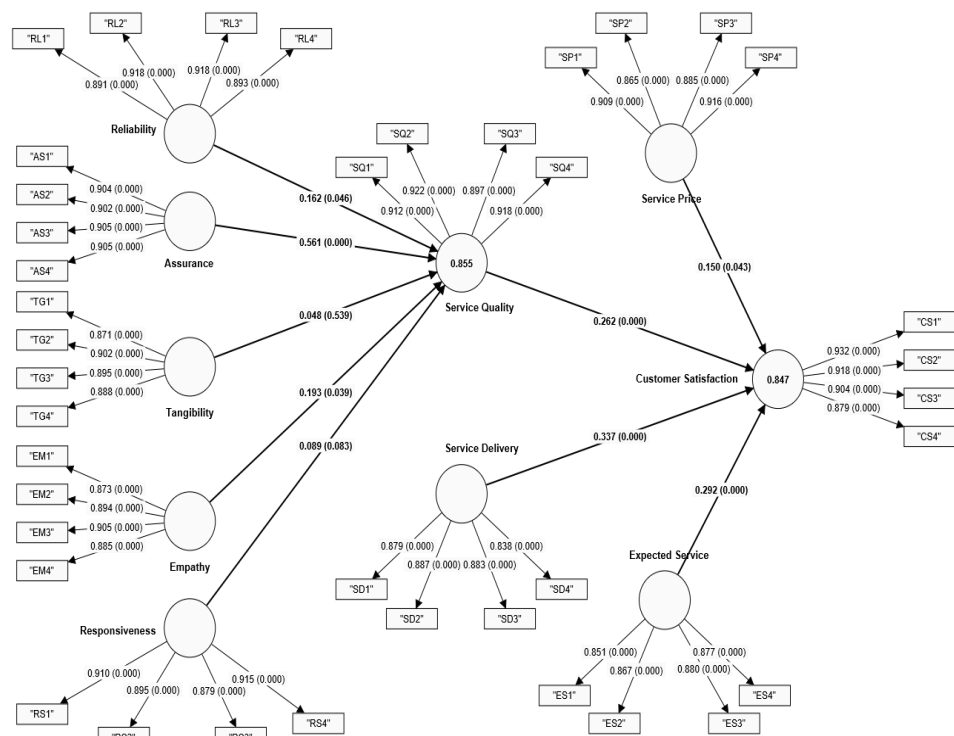 "RL1"
"RL2"
"RL3"
"RL4"
0.891 (0.000)
0.918 (0.000)
0.918 (0.000)
0.893 (0.000)
Reliability
"AS1"
"AS2"
"AS3"
"AS4"
0.904 (0.000)
0.902 (0.000)
0.905 (0.000)
0.905 (0.000)
Assurance
"TG1"
"TG2"
"TG3"
"TG4"
0.871 (0.000)
0.902 (0.000)
0.895 (0.000)
0.888 (0.000)
Tangibility
"EM1"
"EM2"
"EM3"
"EM4"
0.873 (0.000)
0.894 (0.000)
0.905 (0.000)
0.885 (0.000)
Empathy
Responsiveness
0.910 (0.000)
0.895 (0.000)
0.879 (0.000)
0.915 (0.000)
"RS1"
"RS4"
0.162 (0.046)
0.561 (0.000)
0.048 (0.539)
0.193 (0.039)
0.089 (0.083)
"SQ1"
"SQ2"
"SQ3"
"SQ4"
0.912 (0.000)
0.922 (0.000)
0.897 (0.000)
0.918 (0.000)
0.855
Service Quality
0.262 (0.000)
"SP1"
"SP2"
"SP3"
"SP4"
0.909 (0.000)
0.865 (0.000)
0.885 (0.000)
0.916 (0.000)
Service Price
0.150 (0.043)
Customer Satisfaction
0.847
0.932 (0.000)
0.918 (0.000)
0.904 (0.000)
0.879 (0.000)
"CS1"
"CS2"
"CS3"
"CS4"
Service Delivery
0.337 (0.000)
0.879 (0.000)
0.887 (0.000)
0.883 (0.000)
0.838 (0.000)
"SD1"
"SD2"
"SD3"
"SD4"
0.292 (0.000)
Expected Service
0.851 (0.000)
0.867 (0.000)
0.880 (0.000)
0.877 (0.000)
"ES1"
"ES2"
"ES3"
"ES4"